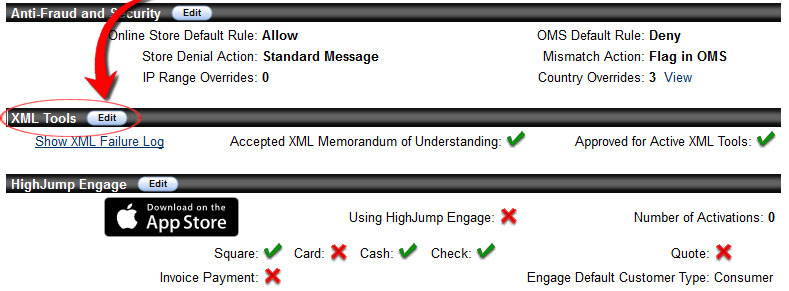 Anti-Fraud and Security Edit
Online Store Default Rule: Allow OMS Default Rule: Deny
Store Denial Action: Standard Message Mismatch Action: Flag in OMS
IP Range Overrides: 0 Country Overrides: 3 View
XML Tools Edit
Show XML Failure Log Accepted XML Memorandum of Understanding: Approved for Active XML Tools:
HighJump Engage Edit
Download on the
App Store
Using HighJump Engage: Number of Activations: 0
Square: Card: Cash: Check: Quote:
Invoice Payment: Engage Default Customer Type: Consumer